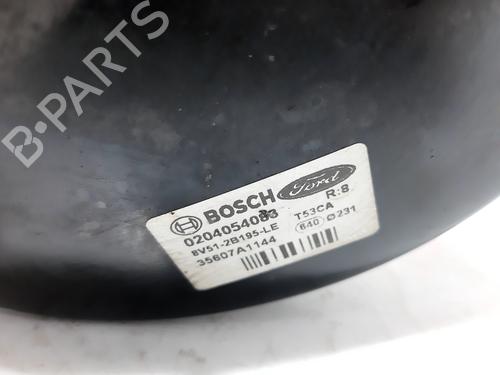 B-PARTS
BOSCH
Ford
R:8
0204054083
T53CA
8V51-2B195-LE
640 Ø231
35607A1144